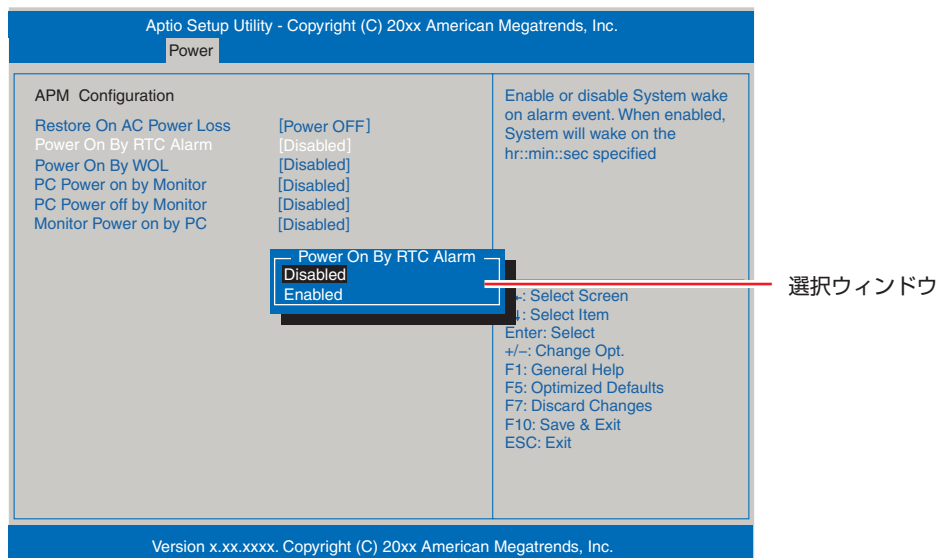 Aptio Setup Utility - Copyright (C) 20xx American Megatrends, Inc.
Power
APM Configuration
Restore On AC Power Loss [Power OFF]
Power On By RTC Alarm [Disabled]
Power On By WOL [Disabled]
PC Power on by Monitor [Disabled]
PC Power off by Monitor [Disabled]
Monitor Power on by PC [Disabled]
Enable or disable System wake
on alarm event. When enabled,
System will wake on the
hr::min::sec specified
Power On By RTC Alarm
Disabled
Enabled
選択ウィンドウ
: Select Screen
↓: Select Item
Enter: Select
+/–: Change Opt.
F1: General Help
F5: Optimized Defaults
F7: Discard Changes
F10: Save & Exit
ESC: Exit
Version x.xx.xxxx. Copyright (C) 20xx American Megatrends, Inc.